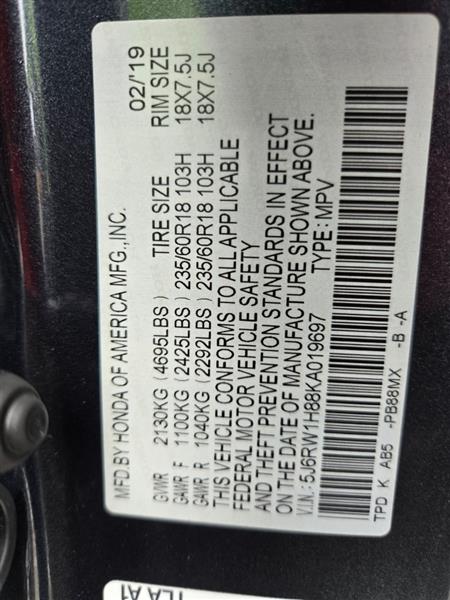 MFD.BY HONDA OF AMERICA MFG.,INC. 02/'19
GVWR 2130KG (4695LBS) TIRE SIZE RIM SIZE
GAWR F 1100KG (2425LBS) 235/60R18 103H 18X7.5J
GAWR R 1040KG (2292LBS) 235/60R18 103H 18X7.5J
THIS VEHICLE CONFORMS TO ALL APPLICABLE
FEDERAL MOTOR VEHICLE SAFETY
AND THEFT PREVENTION STANDARDS IN EFFECT
ON THE DATE OF MANUFACTURE SHOWN ABOVE.
V.I.N.: 5J6RW1H88KA019697 TYPE: MPV
TPD K AB5 -PB88MX -B -A